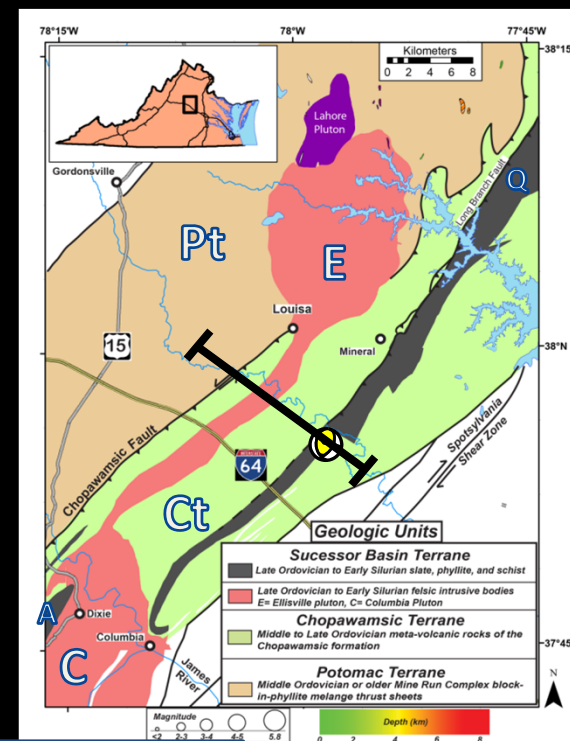 78°15'W
78°W
77°45'W
Kilometers
0 2 4 6 8
38°15
Lahore
Pluton
Gordonsville
Long Branch Fault
Q
Pt
E
Louisa
15
Mineral
38°N
Chopawamsic Fault
64
Spotsylvania
Shear Zone
Ct
Geologic Units
Sucessor Basin Terrane
Late Ordovician to Early Silurian slate, phyllite, and schist
Late Ordovician to Early Silurian felsic intrusive bodies
E= Ellisville pluton, C= Columbia Pluton
Chopawamsic Terrane
Middle to Late Ordovician meta-volcanic rocks of the
Chopawamsic formation
Potomac Terrane
Middle Ordovician or older Mine Run Complex block-
in-phyllite melange thrust sheets
A
Dixie
Columbia
37°45
C
James
River
N
Magnitude
<2 2-3 3-4 4-5 5.8
Depth (km)
0 2 4 6 8